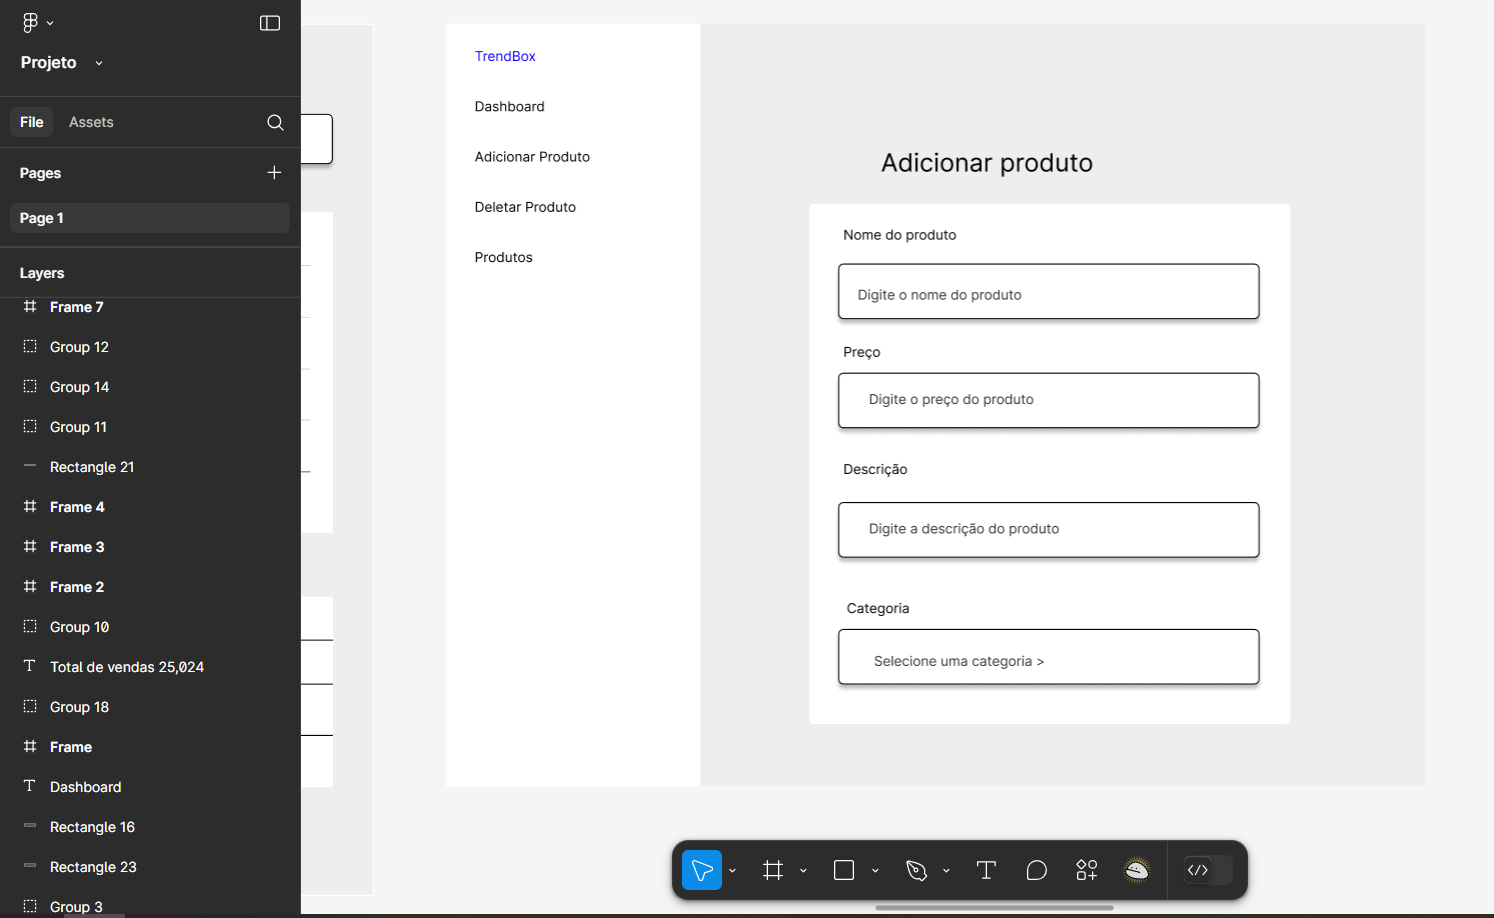 Projeto
File
Assets
Pages
Page 1
Layers
Frame 7
Group 12
Group 14
Group 11
Rectangle 21
Frame 4
Frame 3
Frame 2
Group 10
Total de vendas 25,024
Group 18
Frame
Dashboard
Rectangle 16
Rectangle 23
Group 3
TrendBox
Dashboard
Adicionar Produto
Deletar Produto
Produtos
Adicionar produto
Nome do produto
Digite o nome do produto
Preço
Digite o preço do produto
Descrição
Digite a descrição do produto
Categoria
Selecione uma categoria >